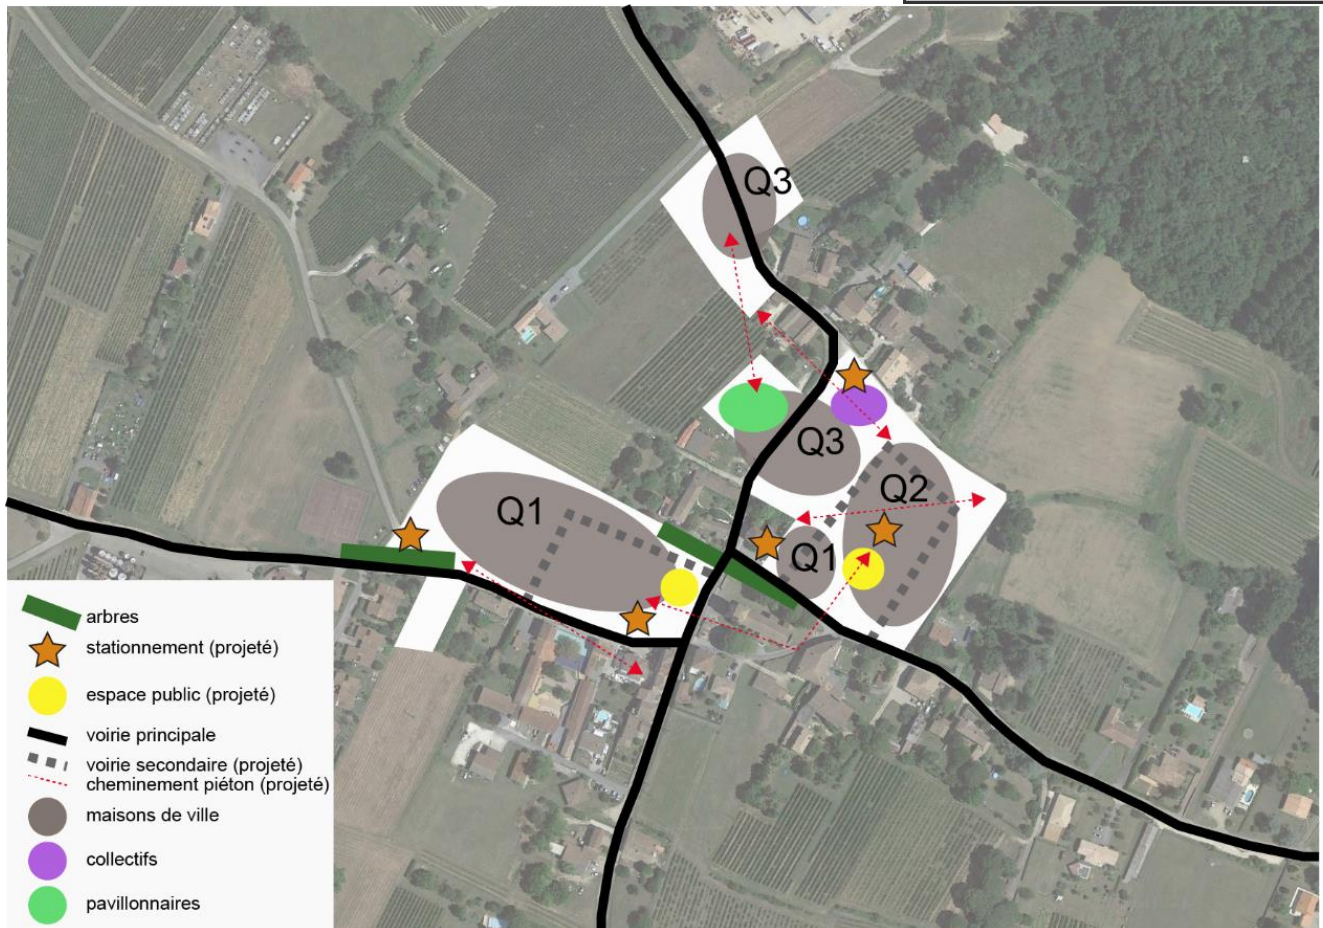 Q3
Q3
Q2
Q1
Q1
arbres
stationnement (projeté)
espace public (projeté)
voirie principale
voirie secondaire (projeté)
cheminement piéton (projeté)
maisons de ville
collectifs
pavillonnaires